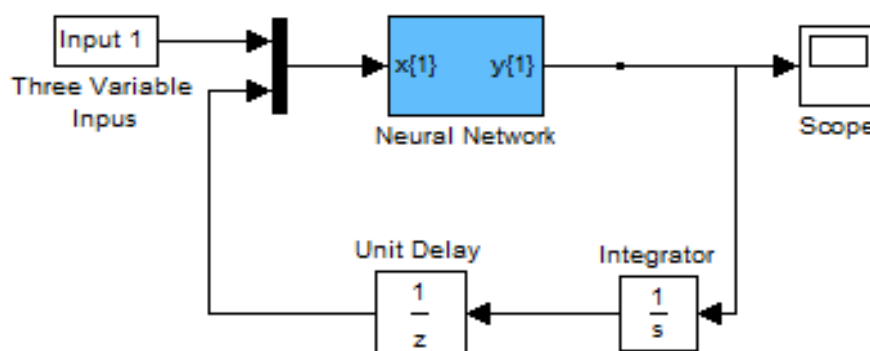 Input 1
Three Variable
Inpus
x{1}
y{1}
Neural Network
Scope
Unit Delay
1
z
Integrator
1
s